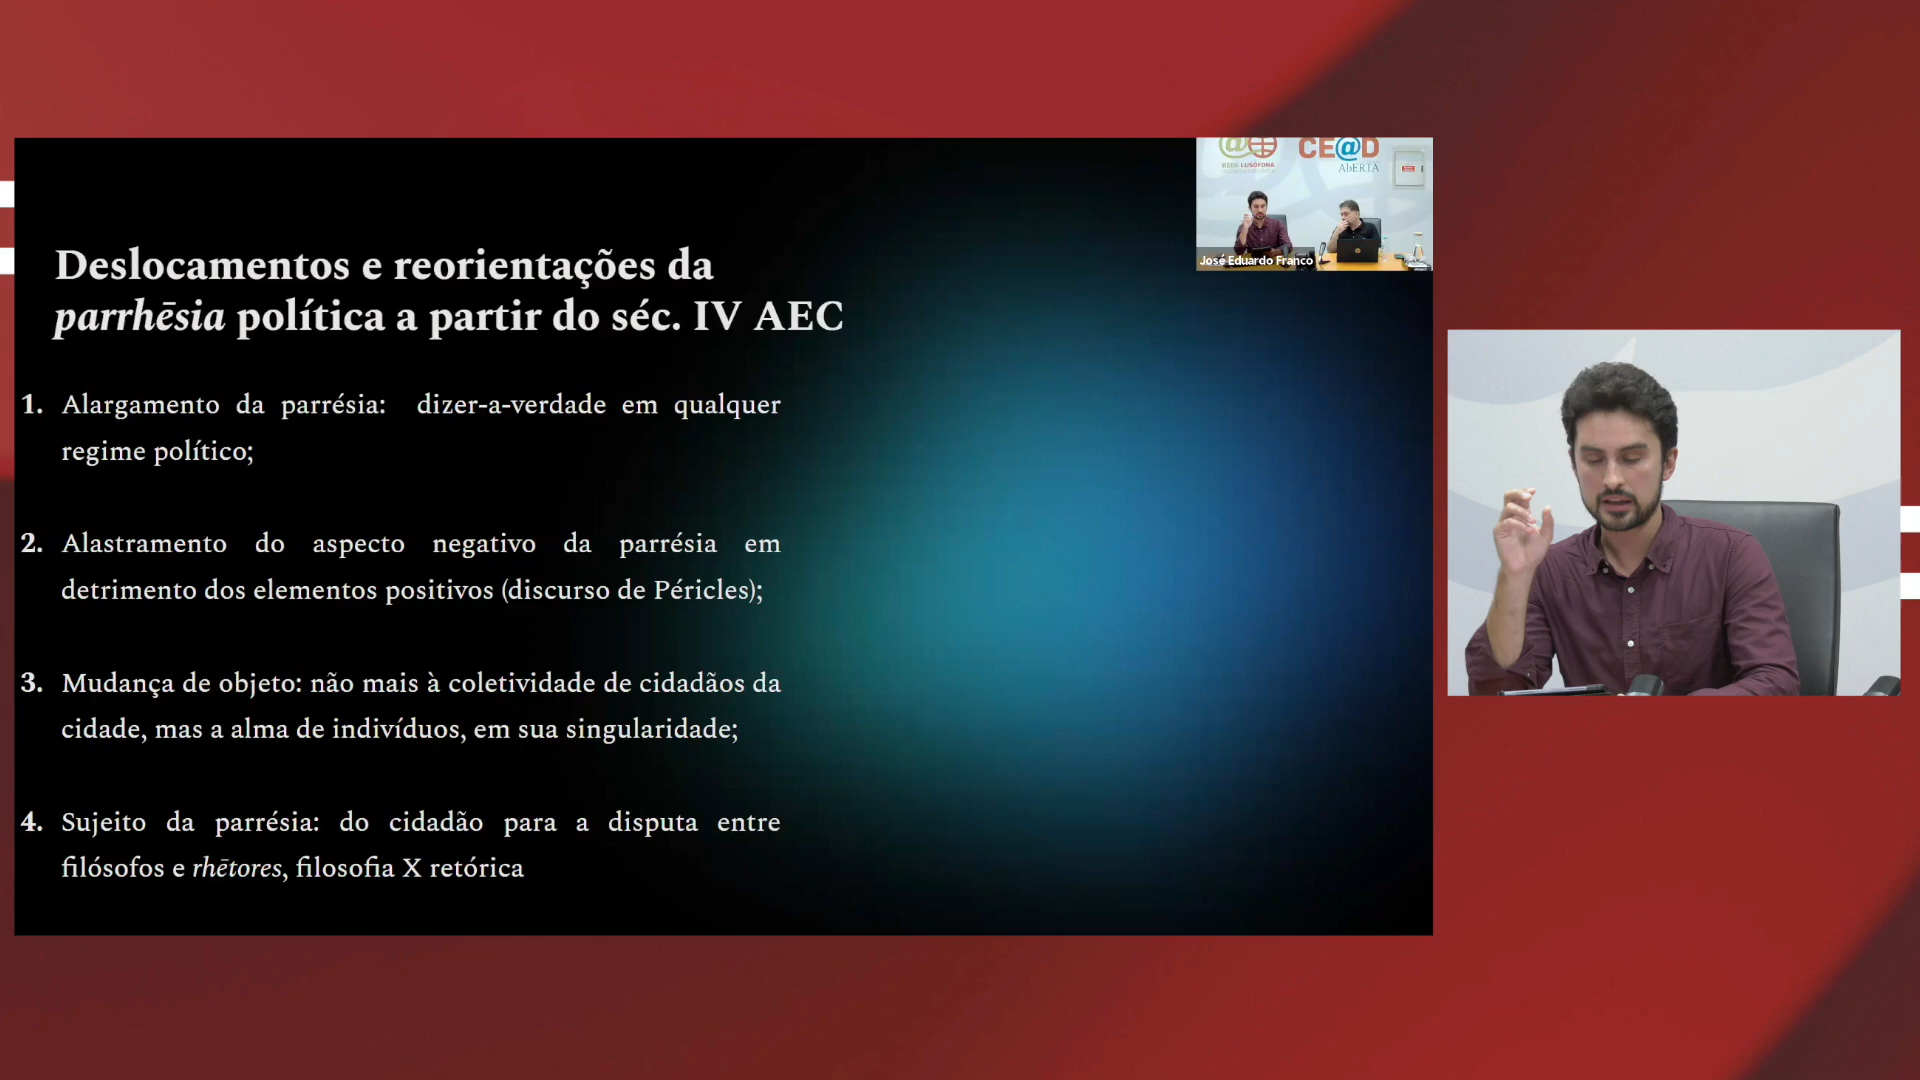 Deslocamentos e reorientações da
parrhēsia política a partir do séc. IV AEC
1. Alargamento da parrésia: dizer-a-verdade em qualquer
regime político;
2. Alastramento do aspecto negativo da parrésia em
detrimento dos elementos positivos (discurso de Péricles);
3. Mudança de objeto: não mais à coletividade de cidadãos da
cidade, mas a alma de indivíduos, em sua singularidade;
4. Sujeito da parrésia: do cidadão para a disputa entre
filósofos e rhētores, filosofia X retórica
REDE LUSÓFONA
CE@D
AbERTA
José Eduardo Franco